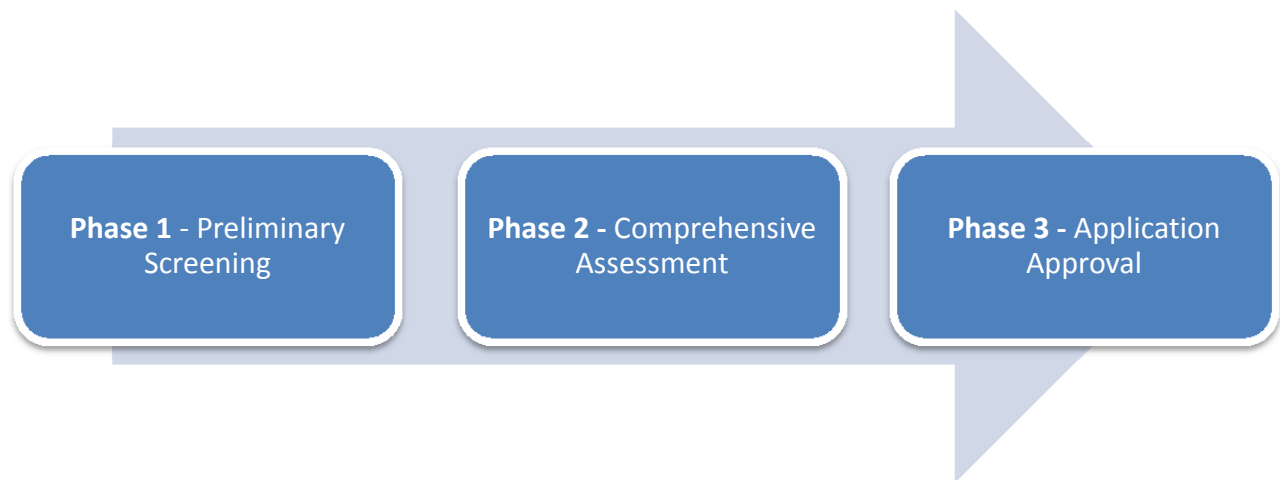 Phase 1 - Preliminary
Screening
Phase 2 - Comprehensive
Assessment
Phase 3 - Application
Approval